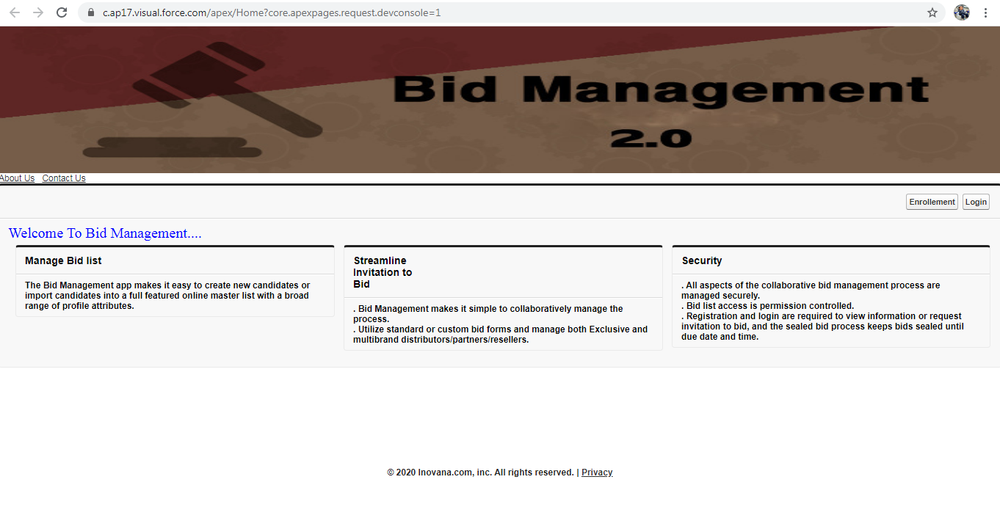 c.ap17.visual.force.com/apex/Home?core.apexpages.request.devconsole=1
Bid Management
2.0
About Us Contact Us
Enrollement Login
Welcome To Bid Management....
Manage Bid list
The Bid Management app makes it easy to create new candidates or
import candidates into a full featured online master list with a broad
range of profile attributes.
Streamline
Invitation to
Bid
. Bid Management makes it simple to collaboratively manage the
process.
. Utilize standard or custom bid forms and manage both Exclusive and
multibrand distributors/partners/resellers.
Security
. All aspects of the collaborative bid management process are
managed securely.
. Bid list access is permission controlled.
. Registration and login are required to view information or request
invitation to bid, and the sealed bid process keeps bids sealed until
due date and time.
© 2020 Inovana.com, inc. All rights reserved. | Privacy